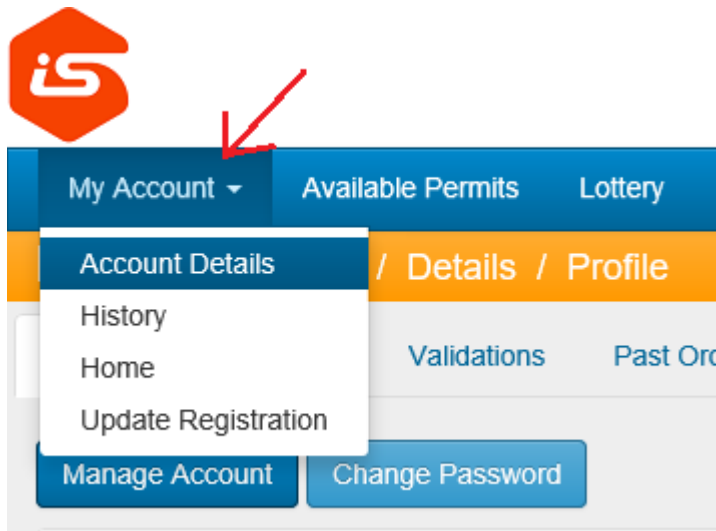 iS
My Account Available Permits Lottery
Account Details / Details / Profile
History
Validations Past Ord
Home
Update Registration
Manage Account Change Password